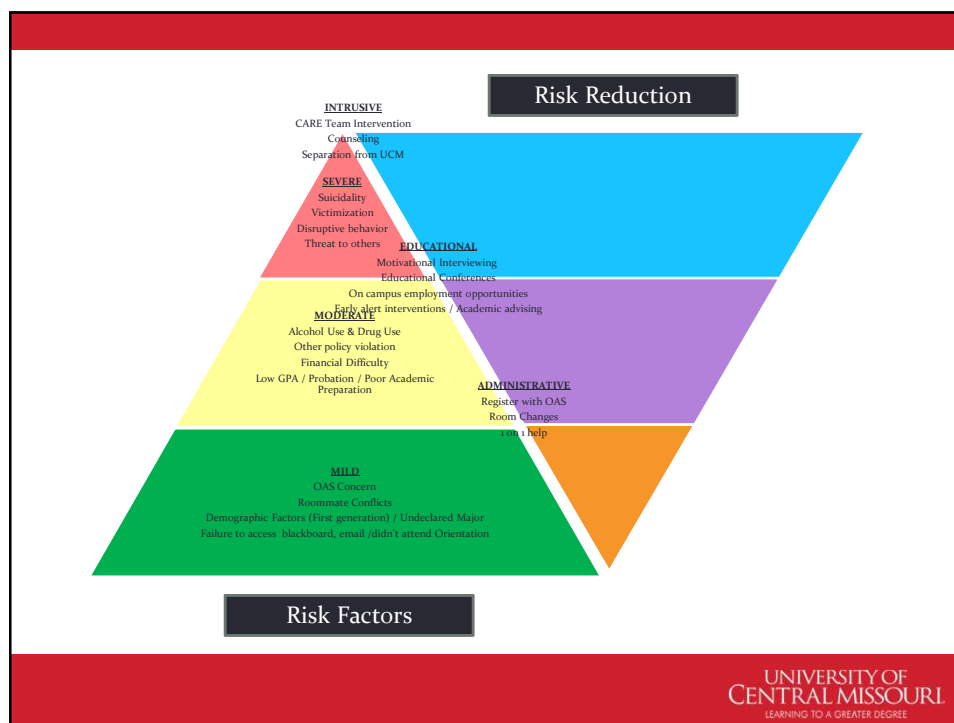 Risk Reduction
INTRUSIVE
CARE Team Intervention
Counseling
Separation from UCM
SEVERE
Suicidality
Victimization
Disruptive behavior
Threat to others
EDUCATIONAL
Motivational Interviewing
Educational Conferences
On campus employment opportunities
Early alert interventions / Academic advising
MODERATE
Alcohol Use & Drug Use
Other policy violation
Financial Difficulty
Low GPA / Probation / Poor Academic
Preparation
ADMINISTRATIVE
Register with OAS
Room Changes
1 on 1 help
MILD
OAS Concern
Roommate Conflicts
Demographic Factors (First generation) / Undeclared Major
Failure to access blackboard, email /didn't attend Orientation
Risk Factors
UNIVERSITY OF
CENTRAL MISSOURI.
LEARNING TO A GREATER DEGREE